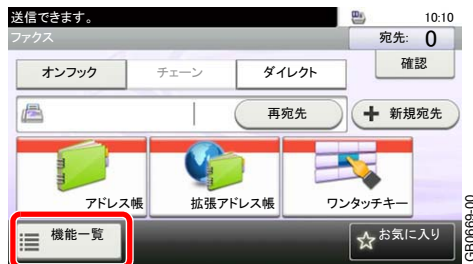 送信できます。 10:10
ファクス 宛先: 0
確認
オンフック チェーン ダイレクト
再宛先 新規宛先
アドレス帳 拡張アドレス帳 ワンタッチキー
機能一覧 お気に入り
GB0669-00